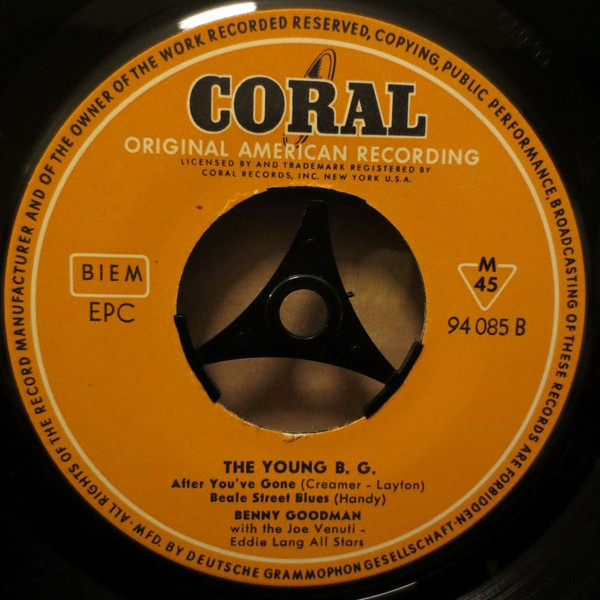 ALL RIGHTS OF THE RECORD MANUFACTURER AND OF THE OWNER OF THE WORK RECORDED RESERVED, COPYING, PUBLIC PERFORMANCE, BROADCASTING OF THESE RECORDS ARE FORBIDDEN
CORAL
ORIGINAL AMERICAN RECORDING
LICENSED BY AND TRADEMARK REGISTERED BY
CORAL RECORDS, INC. NEW YORK U.S.A.
BIEM
EPC
M
45
94 085 B
THE YOUNG B. G.
After You've Gone (Creamer - Layton)
Beale Street Blues (Handy)
BENNY GOODMAN
with the Joe Venuti -
Eddie Lang All Stars
· MFD. BY DEUTSCHE GRAMMOPHON GESELLSCHAFT ·